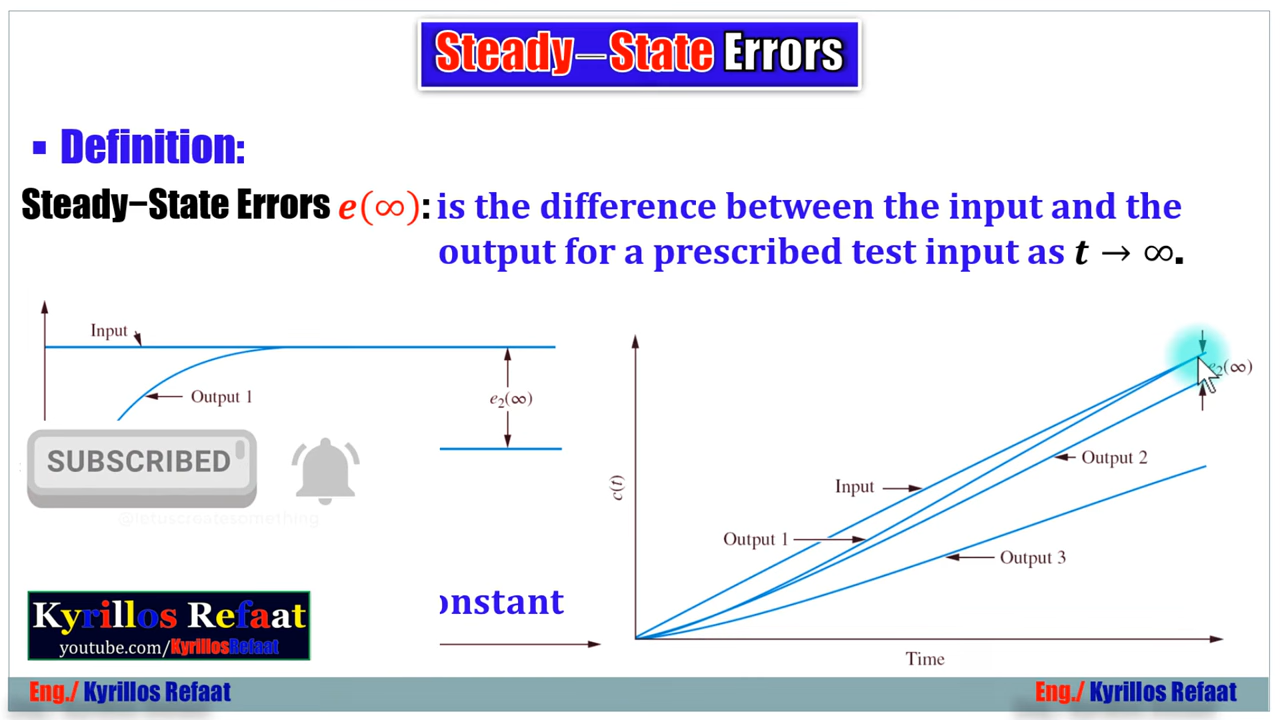 Steady—State Errors
▪ Definition:
Steady−State Errors e(∞): is the difference between the input and the
output for a prescribed test input as t → ∞.
Input
Output 1
e₂(∞)
SUBSCRIBED
@letuscreatesomething
onstant
Kyrillos Refaat
youtube.com/KyrillosRefaat
c(t)
e₂(∞)
Output 2
Input
Output 1
Output 3
Time
Eng./ Kyrillos Refaat
Eng./ Kyrillos Refaat